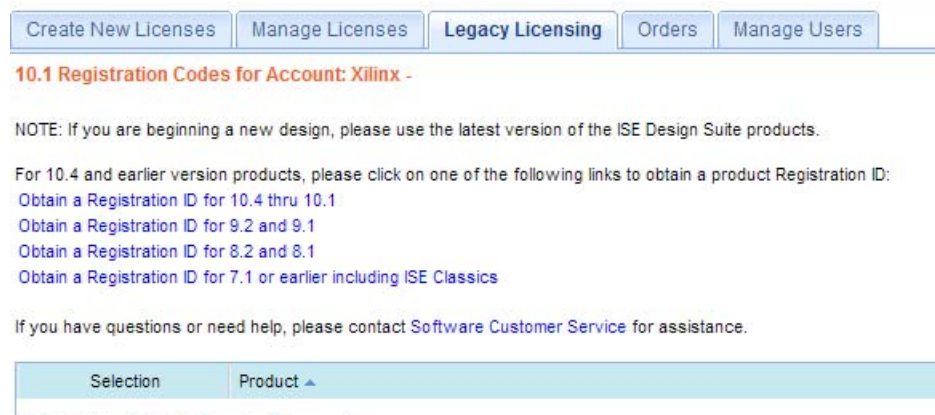 Create New Licenses Manage Licenses Legacy Licensing Orders Manage Users
10.1 Registration Codes for Account: Xilinx -
NOTE: If you are beginning a new design, please use the latest version of the ISE Design Suite products.
For 10.4 and earlier version products, please click on one of the following links to obtain a product Registration ID:
Obtain a Registration ID for 10.4 thru 10.1
Obtain a Registration ID for 9.2 and 9.1
Obtain a Registration ID for 8.2 and 8.1
Obtain a Registration ID for 7.1 or earlier including ISE Classics
If you have questions or need help, please contact Software Customer Service for assistance.
Selection Product